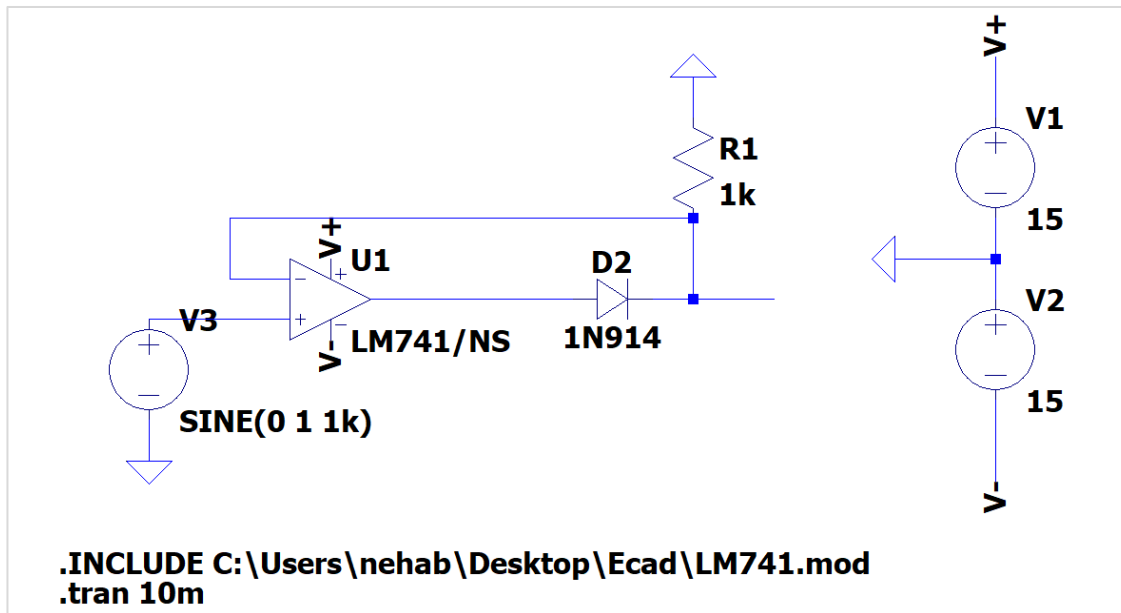 V+
V1
R1
1k
15
V+
U1
D2
V3
V2
LM741/NS
1N914
V-
15
SINE(0 1 1k)
V-
.INCLUDE C:\Users\nehab\Desktop\Ecad\LM741.mod
.tran 10m